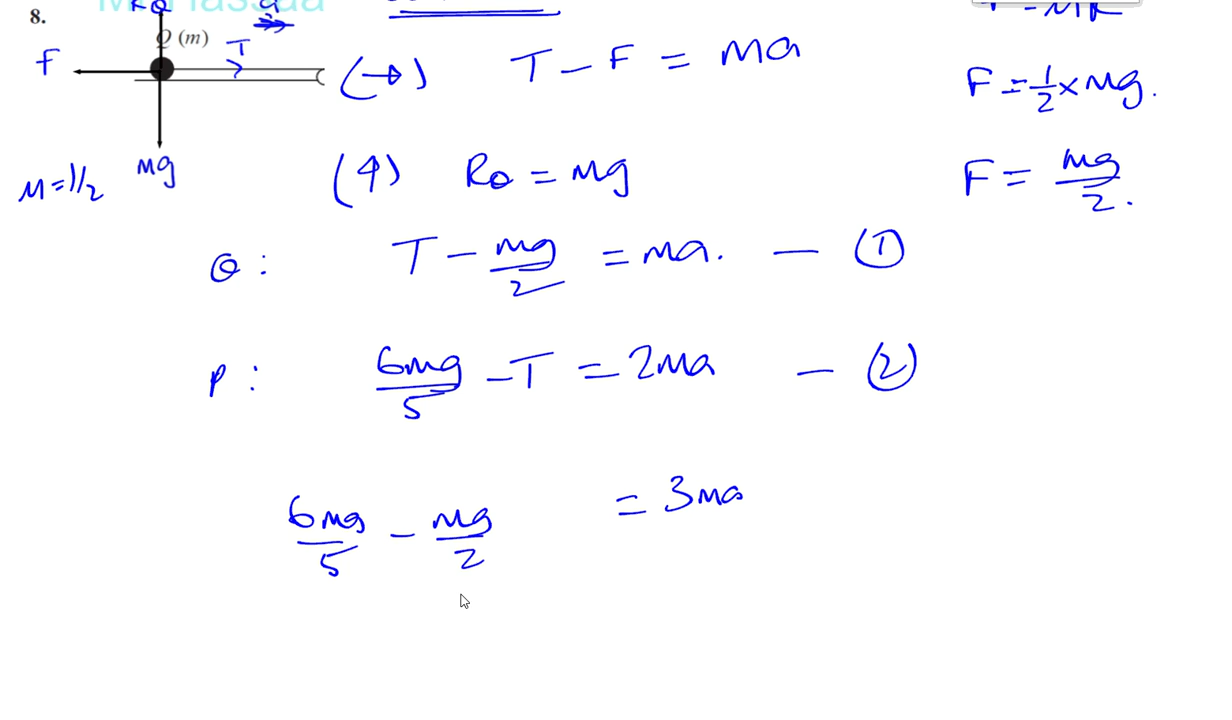 8.
Q (m)
a
T
F
(→) T - F = ma
F = 1/2 × mg.
mg
μ = 1/2
(↑) RQ = mg
F = mg/2.
Q : T - mg/2 = ma. — ①
P : 6mg/5 - T = 2ma — ②
6mg/5 - mg/2 = 3ma